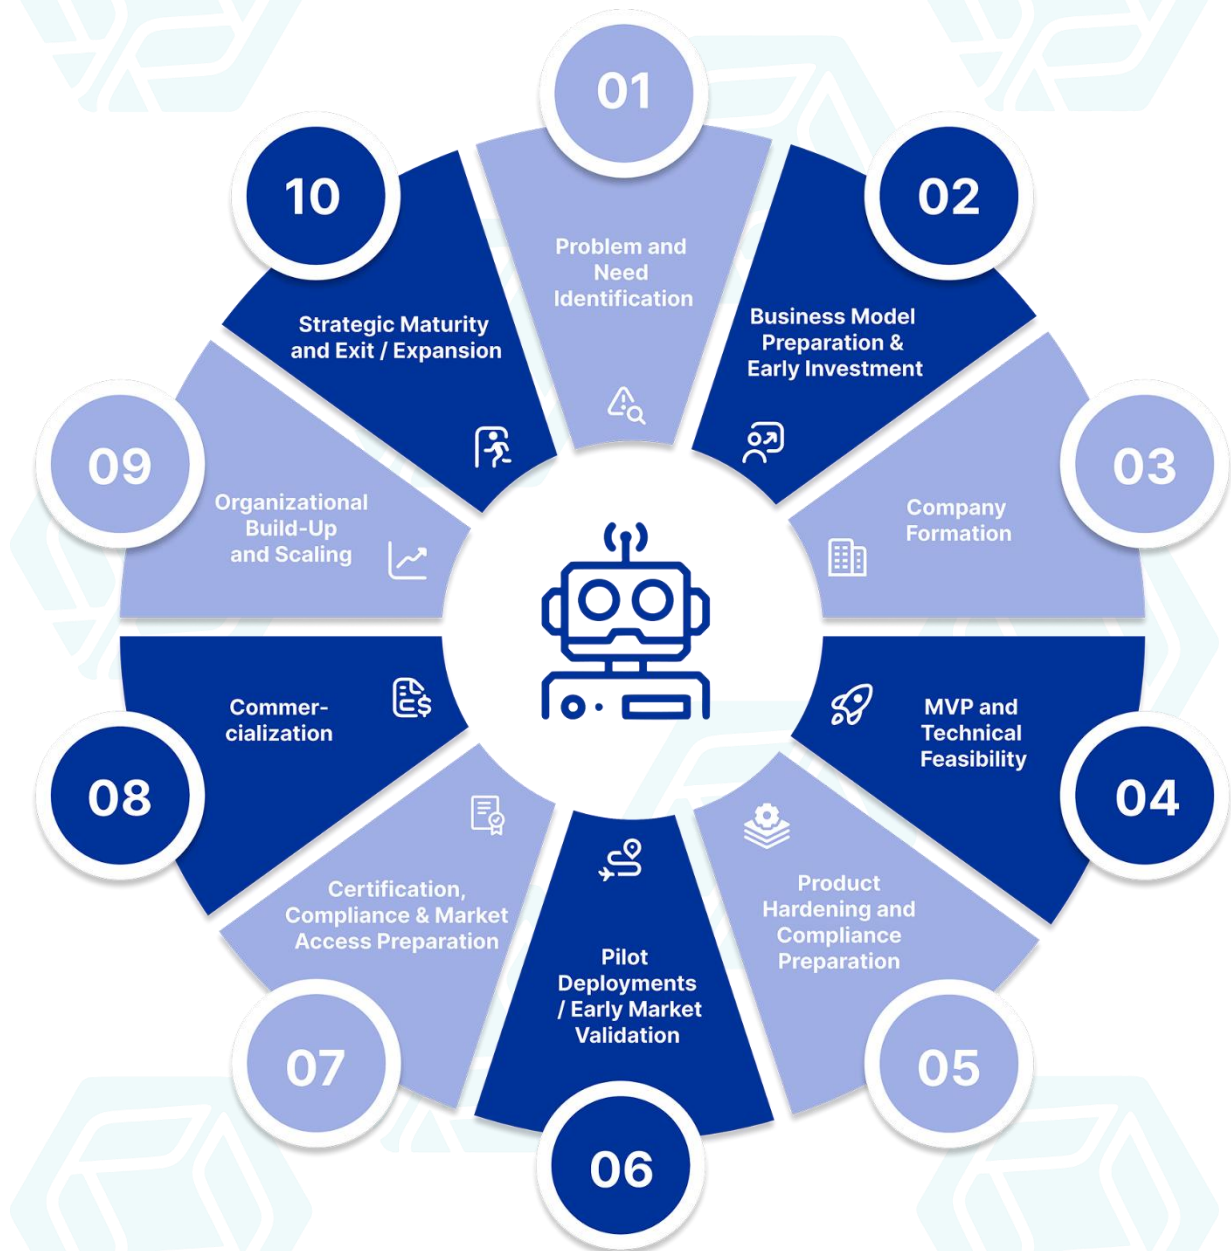 01
Problem and
Need
Identification
02
Business Model
Preparation &
Early Investment
03
Company
Formation
04
MVP and
Technical
Feasibility
05
Product
Hardening and
Compliance
Preparation
06
Pilot
Deployments
/ Early Market
Validation
07
Certification,
Compliance & Market
Access Preparation
08
Commer-
cialization
09
Organizational
Build-Up
and Scaling
10
Strategic Maturity
and Exit / Expansion